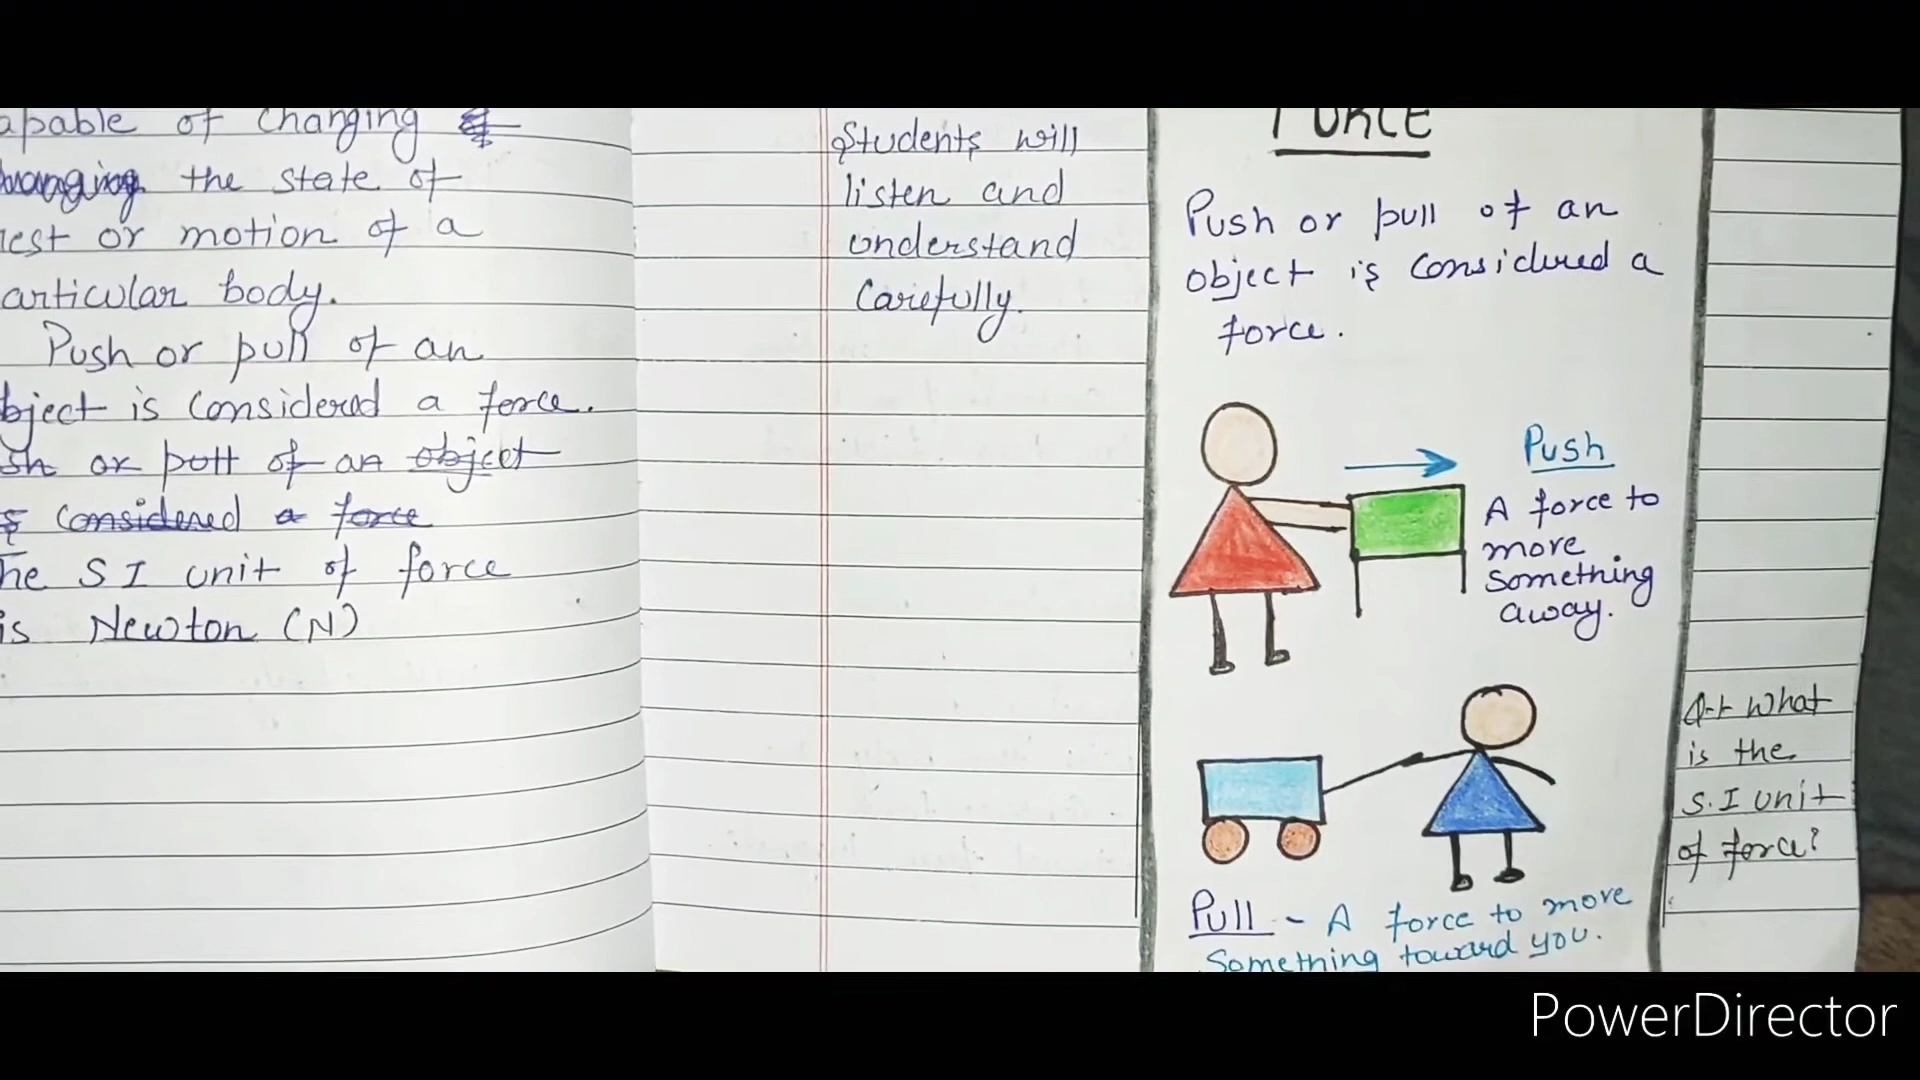 apable of changing
the state of
rest or motion of a
articular body.
Push or pull of an
bject is considered a force.
sh or pull of an object
is considered a force
The SI unit of force
is Newton (N)
Students will
listen and
understand
Carefully.
FORCE
Push or pull of an
object is considered a
force.
Push
A force to
move
Something
away.
Pull - A force to move
Something toward you.
Q-1 What
is the
S.I unit
of force?
PowerDirector